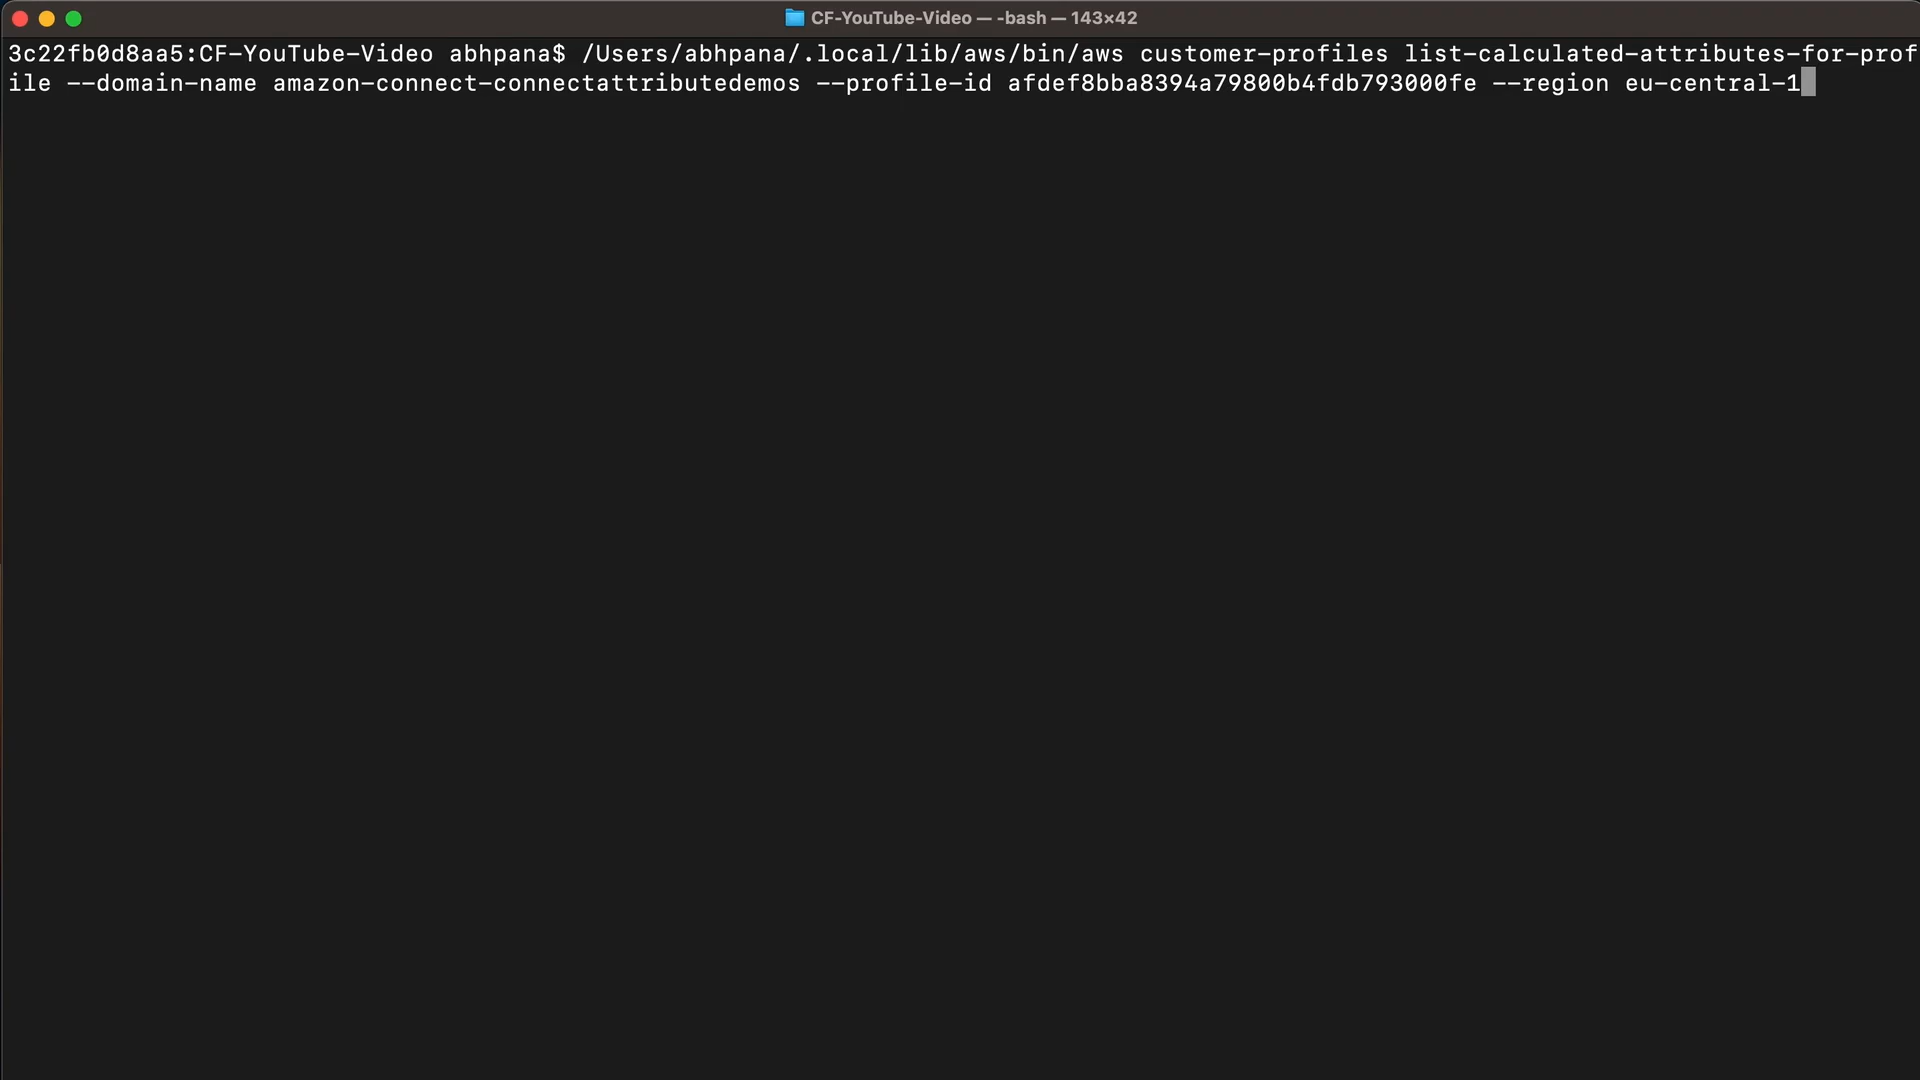 CF-YouTube-Video — -bash — 143×42
3c22fb0d8aa5:CF-YouTube-Video abhpana$ /Users/abhpana/.local/lib/aws/bin/aws customer-profiles list-calculated-attributes-for-prof
ile --domain-name amazon-connect-connectattributedemos --profile-id afdef8bba8394a79800b4fdb793000fe --region eu-central-1